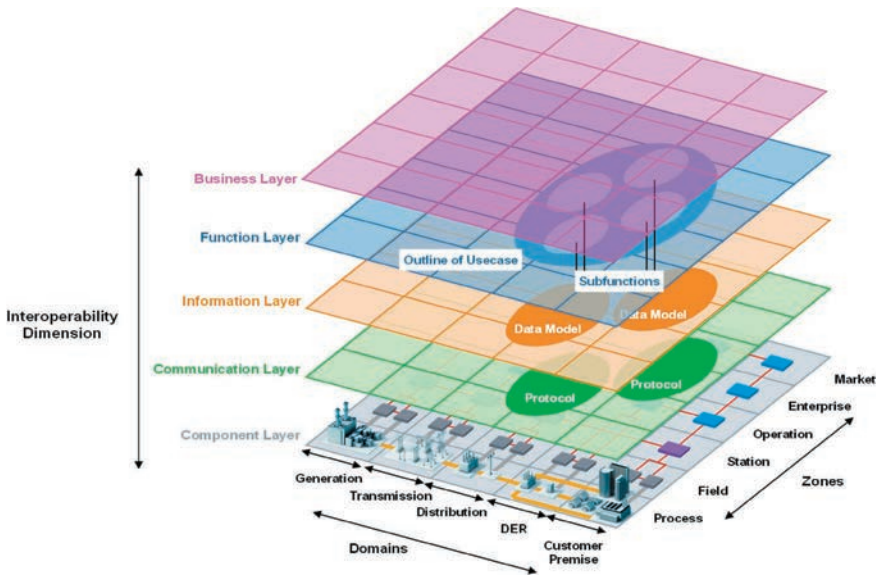 Business Layer
Function Layer
Outline of Usecase
Subfunctions
Interoperability
Dimension
Information Layer
Data Model
Data Model
Communication Layer
Protocol
Protocol
Component Layer
Market
Enterprise
Operation
Station
Field
Process
Zones
Generation
Transmission
Distribution
DER
Customer
Premise
Domains